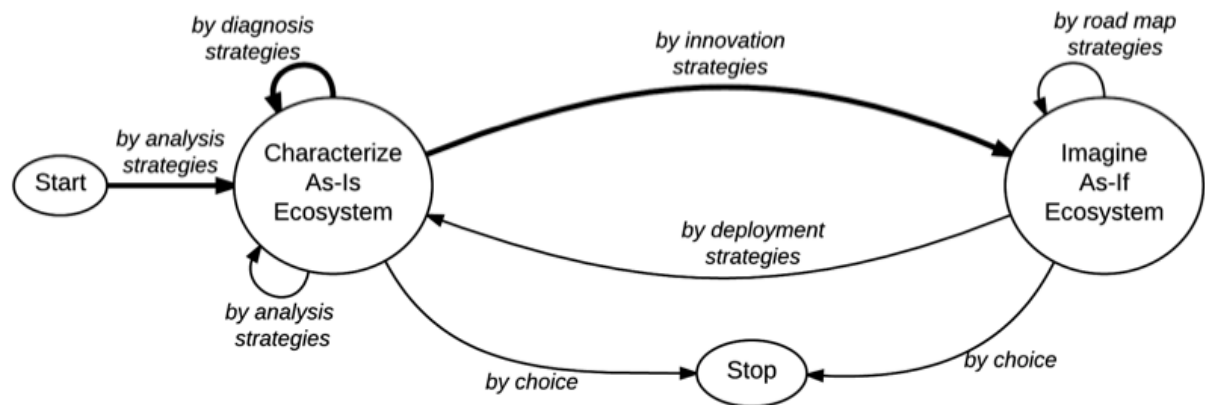 by diagnosis
strategies
by road map
strategies
by innovation
strategies
by analysis
strategies
Start
Characterize
As-Is
Ecosystem
Imagine
As-If
Ecosystem
by deployment
strategies
by analysis
strategies
by choice
Stop
by choice